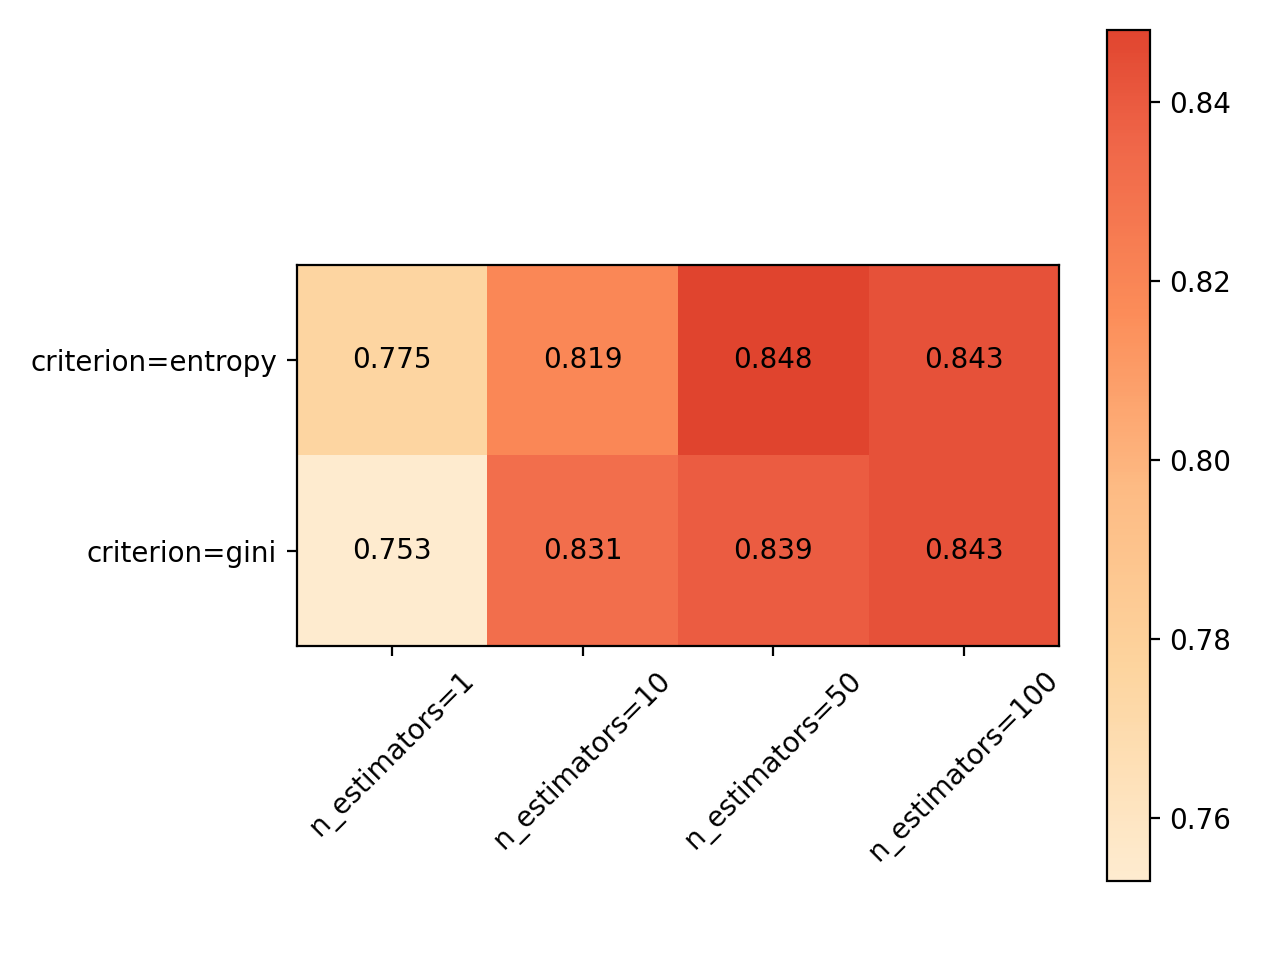 criterion=entropy 0.775 0.819 0.848 0.843
criterion=gini 0.753 0.831 0.839 0.843
n_estimators=1
n_estimators=10
n_estimators=50
n_estimators=100
0.84
0.82
0.80
0.78
0.76